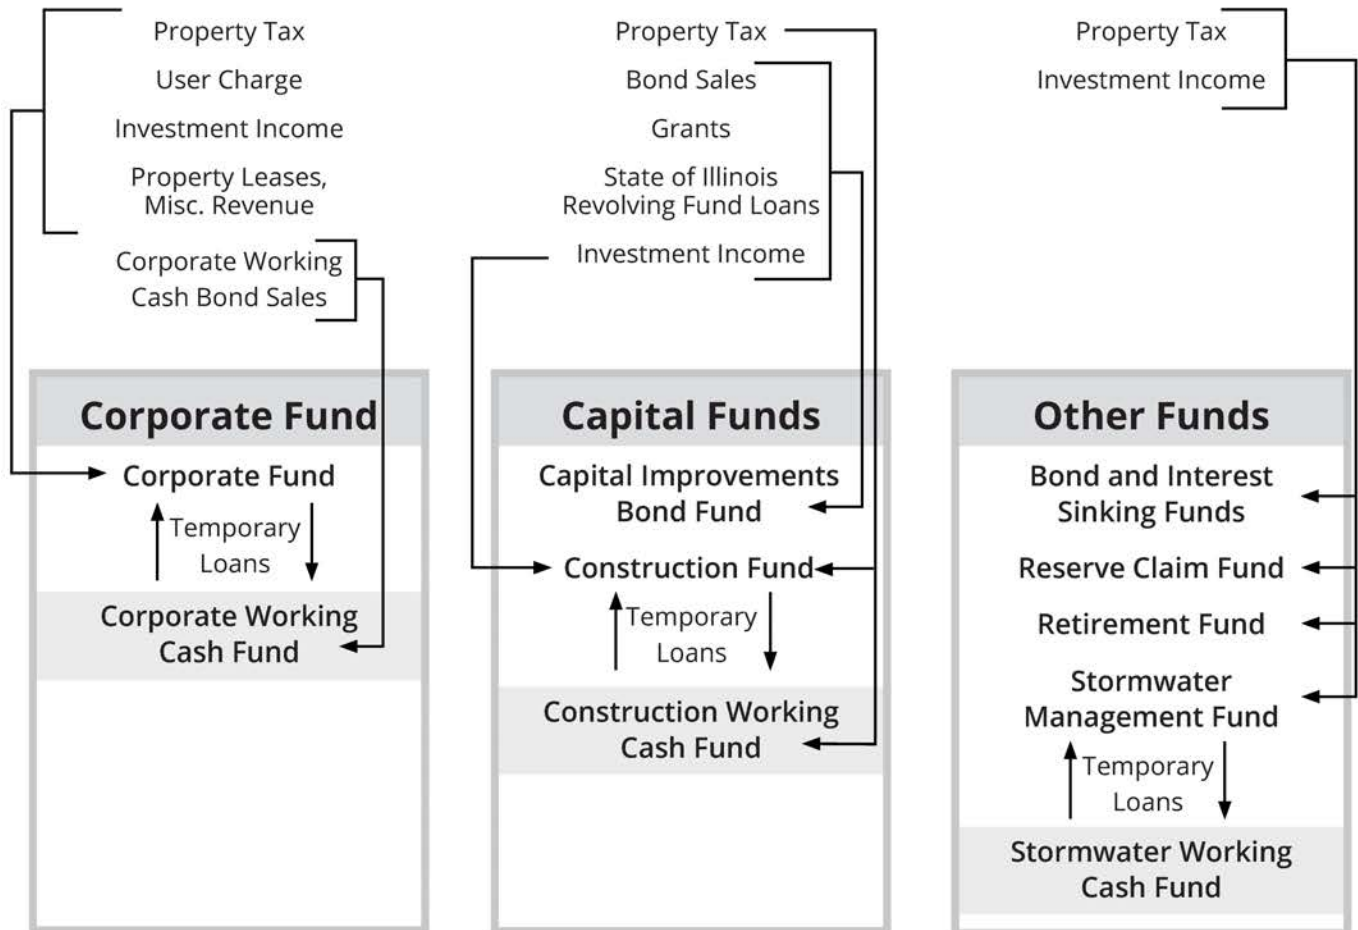 Property Tax
User Charge
Investment Income
Property Leases,
Misc. Revenue
Corporate Working
Cash Bond Sales
Corporate Fund
Corporate Fund
Temporary
Loans
Corporate Working
Cash Fund
Property Tax
Bond Sales
Grants
State of Illinois
Revolving Fund Loans
Investment Income
Capital Funds
Capital Improvements
Bond Fund
Construction Fund
Temporary
Loans
Construction Working
Cash Fund
Property Tax
Investment Income
Other Funds
Bond and Interest
Sinking Funds
Reserve Claim Fund
Retirement Fund
Stormwater
Management Fund
Temporary
Loans
Stormwater Working
Cash Fund